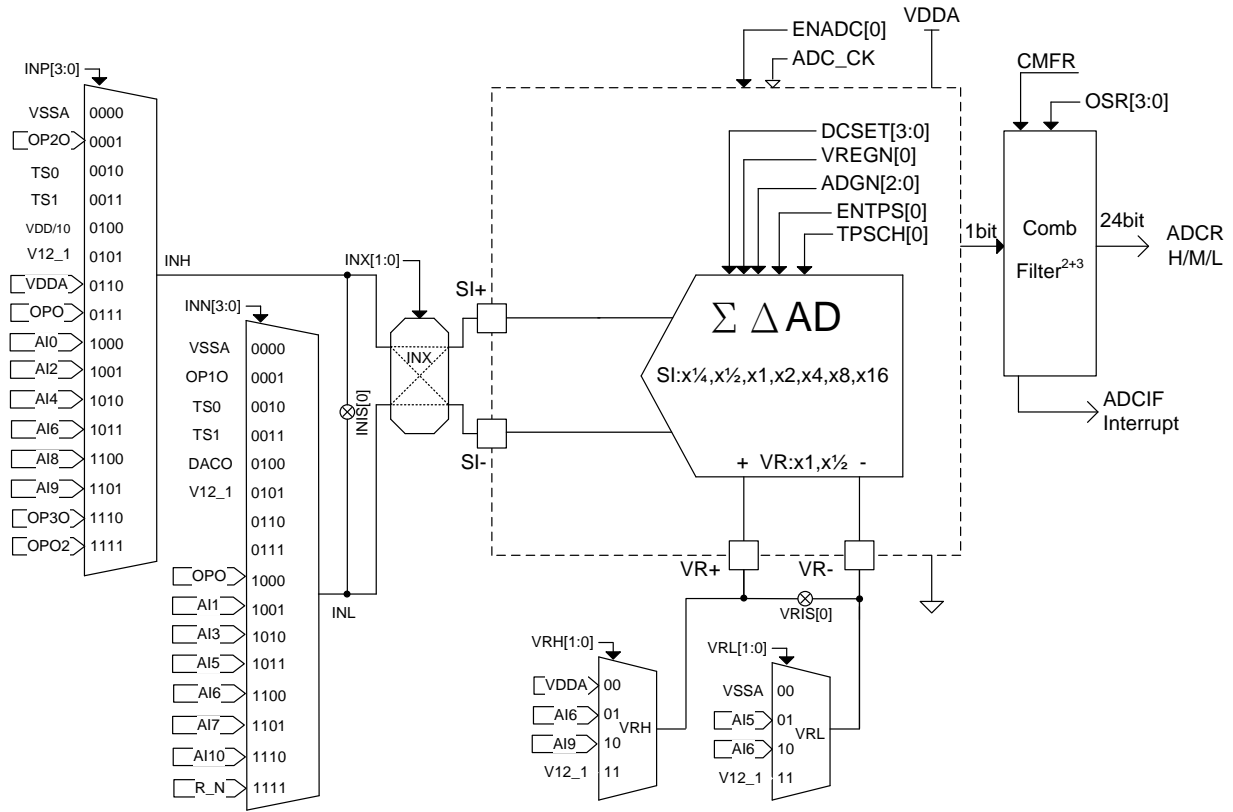 ENADC[0]
ADC_CK
VDDA
INP[3:0]
VSSA 0000
OP2O 0001
TS0 0010
TS1 0011
VDD/10 0100
V12_1 0101
VDDA 0110
OPO 0111
AI0 1000
AI2 1001
AI4 1010
AI6 1011
AI8 1100
AI9 1101
OP3O 1110
OPO2 1111
INH
INN[3:0]
VSSA 0000
OP1O 0001
TS0 0010
TS1 0011
DACO 0100
V12_1 0101
0110
0111
OPO 1000
AI1 1001
AI3 1010
AI5 1011
AI6 1100
AI7 1101
AI10 1110
R_N 1111
INL
INIS[0]
INX[1:0]
INX
SI+
SI-
DCSET[3:0]
VREGN[0]
ADGN[2:0]
ENTPS[0]
TPSCH[0]
Σ Δ AD
SI:x¼,x½,x1,x2,x4,x8,x16
+ VR:x1,x½ -
VR+
VR-
VRIS[0]
VRH[1:0]
VDDA 00
AI6 01
AI9 10
V12_1 11
VRH
VRL[1:0]
VSSA 00
AI5 01
AI6 10
V12_1 11
VRL
CMFR
OSR[3:0]
1bit
Comb
Filter2+3
24bit
ADCR
H/M/L
ADCIF
Interrupt